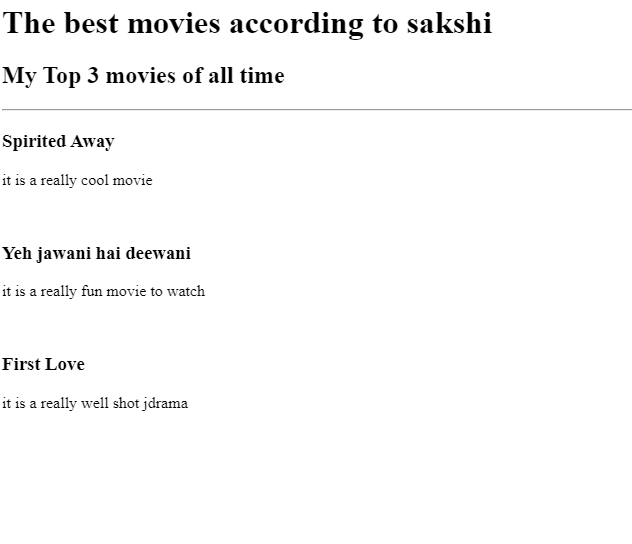 The best movies according to sakshi
My Top 3 movies of all time
Spirited Away
it is a really cool movie
Yeh jawani hai deewani
it is a really fun movie to watch
First Love
it is a really well shot jdrama